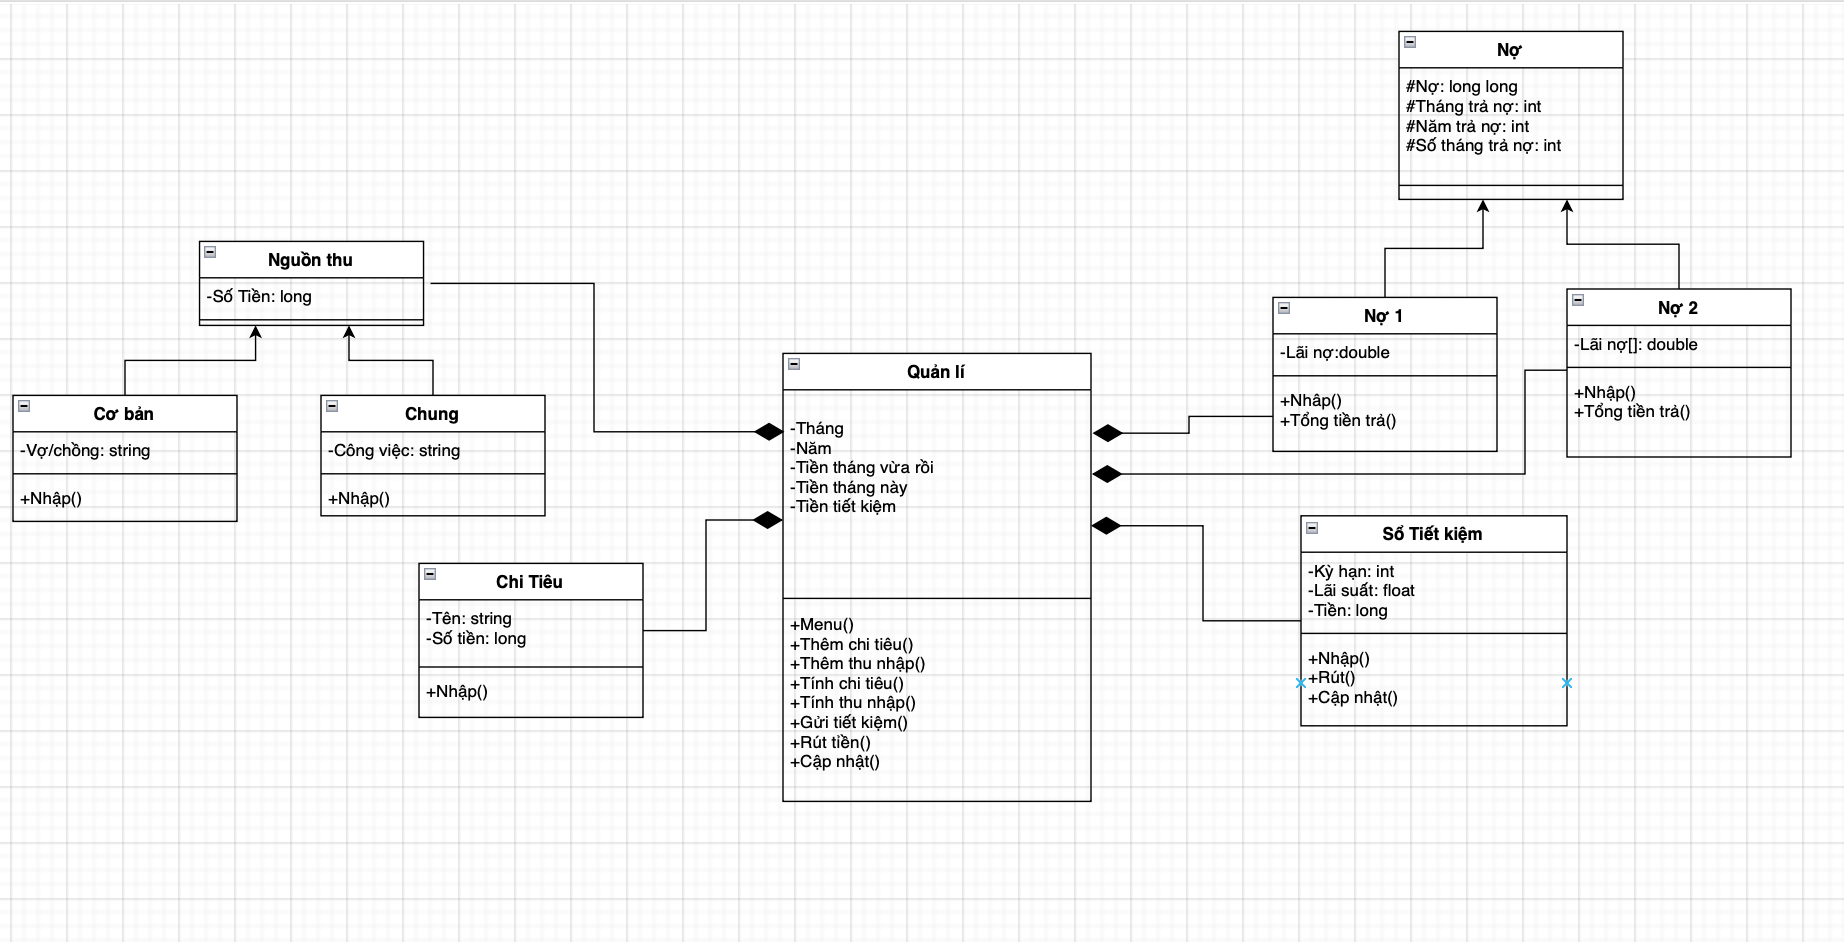 Nợ
#Nợ: long long
#Tháng trả nợ: int
#Năm trả nợ: int
#Số tháng trả nợ: int
Nguồn thu
-Số Tiền: long
Cơ bản
-Vợ/chồng: string
+Nhập()
Chung
-Công việc: string
+Nhập()
Chi Tiêu
-Tên: string
-Số tiền: long
+Nhập()
Quản lí
-Tháng
-Năm
-Tiền tháng vừa rồi
-Tiền tháng này
-Tiền tiết kiệm
+Menu()
+Thêm chi tiêu()
+Thêm thu nhập()
+Tính chi tiêu()
+Tính thu nhập()
+Gửi tiết kiệm()
+Rút tiền()
+Cập nhật()
Nợ 1
-Lãi nợ:double
+Nhâp()
+Tổng tiền trả()
Nợ 2
-Lãi nợ[]: double
+Nhập()
+Tổng tiền trả()
Sổ Tiết kiệm
-Kỳ hạn: int
-Lãi suất: float
-Tiền: long
+Nhập()
+Rút()
+Cập nhật()